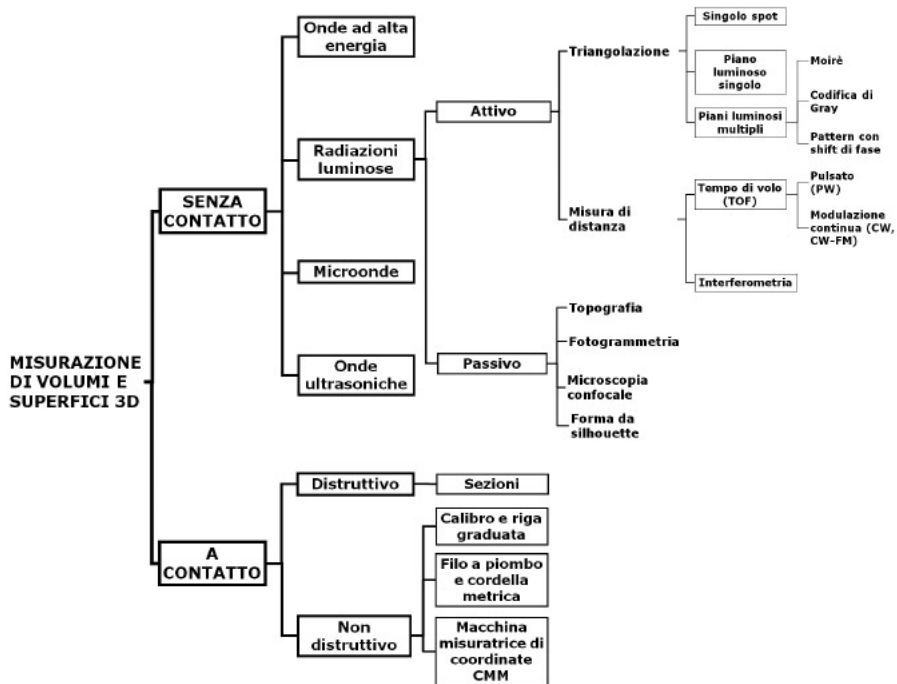 MISURAZIONE
DI VOLUMI E
SUPERFICI 3D
SENZA
CONTATTO
Onde ad alta
energia
Radiazioni
luminose
Attivo
Triangolazione
Singolo spot
Piano
luminoso
singolo
Piani luminosi
multipli
Moirè
Codifica di
Gray
Pattern con
shift di fase
Misura di
distanza
Tempo di volo
(TOF)
Pulsato
(PW)
Modulazione
continua (CW,
CW-FM)
Interferometria
Passivo
Topografia
Fotogrammetria
Microscopia
confocale
Forma da
silhouette
Microonde
Onde
ultrasoniche
A
CONTATTO
Distruttivo
Sezioni
Non
distruttivo
Calibro e riga
graduata
Filo a piombo
e cordella
metrica
Macchina
misuratrice di
coordinate
CMM